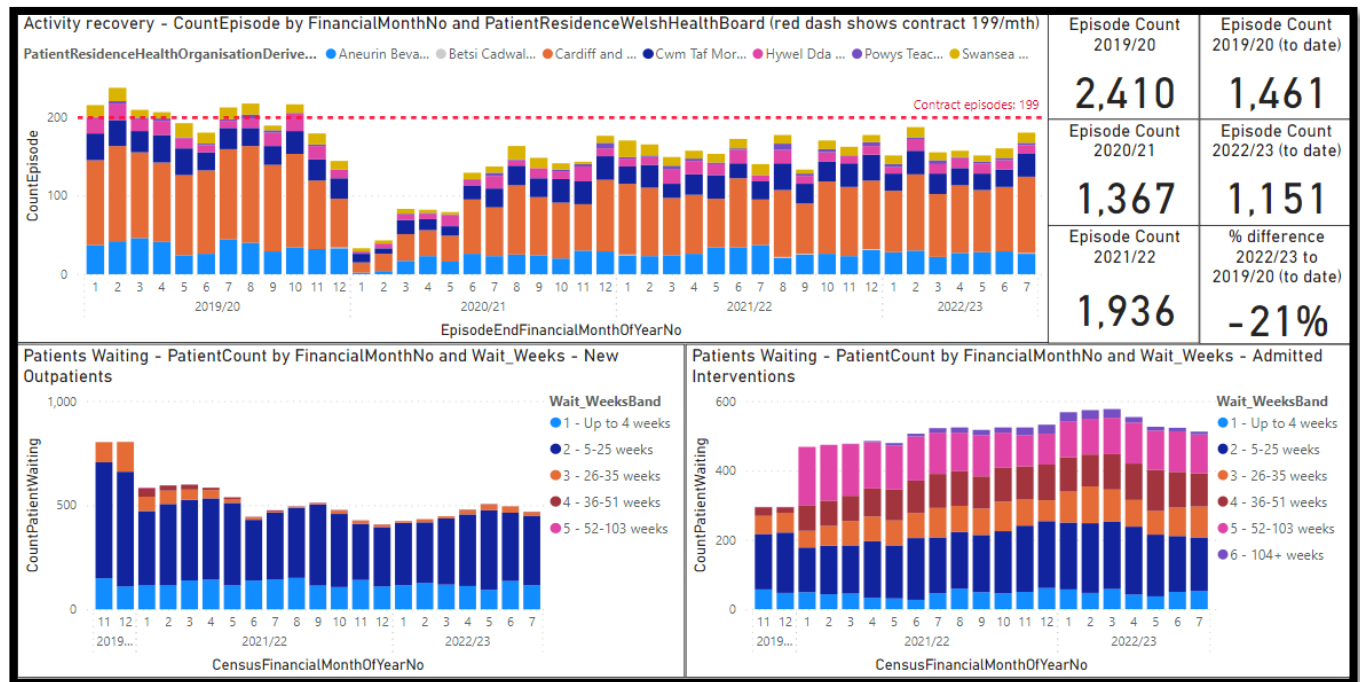 Activity recovery - CountEpisode by FinancialMonthNo and PatientResidenceWelshHealthBoard (red dash shows contract 199/mth)
PatientResidenceHealthOrganisationDerive... Aneurin Beva... Betsi Cadwal... Cardiff and ... Cwm Taf Mor... Hywel Dda ... Powys Teac... Swansea ...
Contract episodes: 199
CountEpisode
200
100
0
1 2 3 4 5 6 7 8 9 10 11 12 1 2 3 4 5 6 7 8 9 10 11 12 1 2 3 4 5 6 7 8 9 10 11 12 1 2 3 4 5 6 7
2019/20 2020/21 2021/22 2022/23
EpisodeEndFinancialMonthOfYearNo
Episode Count
2019/20
2,410
Episode Count
2019/20 (to date)
1,461
Episode Count
2020/21
1,367
Episode Count
2022/23 (to date)
1,151
Episode Count
2021/22
1,936
% difference
2022/23 to
2019/20 (to date)
-21%
Patients Waiting - PatientCount by FinancialMonthNo and Wait_Weeks - New
Outpatients
CountPatientWaiting
1,000
500
0
Wait_WeeksBand
1 - Up to 4 weeks
2 - 5-25 weeks
3 - 26-35 weeks
4 - 36-51 weeks
5 - 52-103 weeks
11 12 1 2 3 4 5 6 7 8 9 10 11 12 1 2 3 4 5 6 7
2019... 2021/22 2022/23
CensusFinancialMonthOfYearNo
Patients Waiting - PatientCount by FinancialMonthNo and Wait_Weeks - Admitted
Interventions
CountPatientWaiting
600
400
200
0
Wait_WeeksBand
1 - Up to 4 weeks
2 - 5-25 weeks
3 - 26-35 weeks
4 - 36-51 weeks
5 - 52-103 weeks
6 - 104+ weeks
11 12 1 2 3 4 5 6 7 8 9 10 11 12 1 2 3 4 5 6 7
2019... 2021/22 2022/23
CensusFinancialMonthOfYearNo